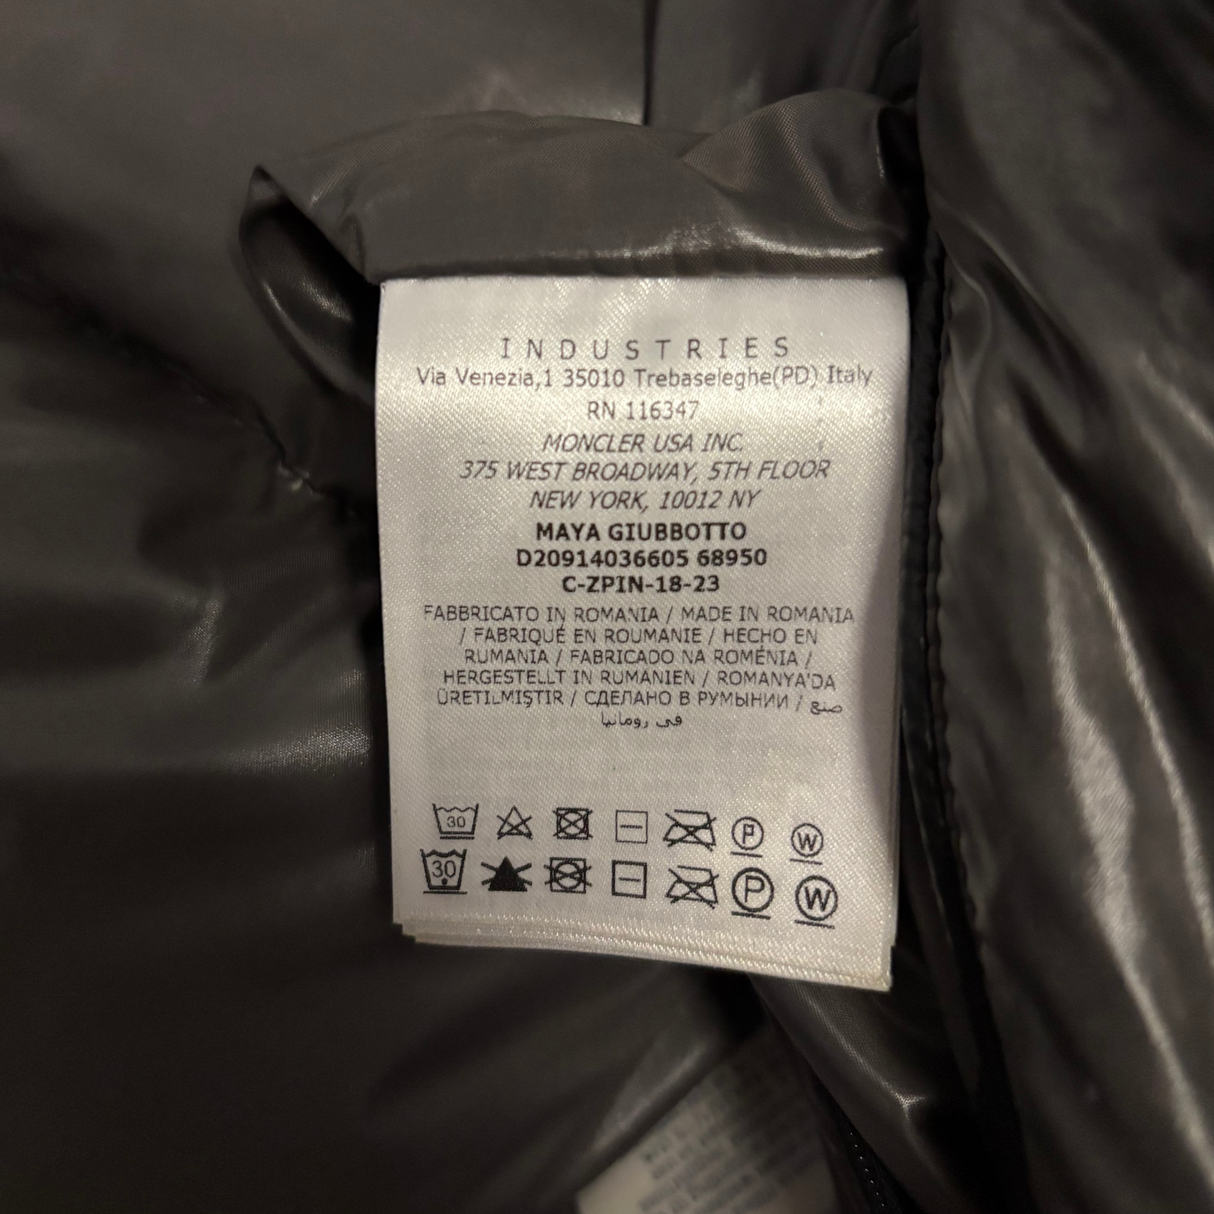 INDUSTRIES
Via Venezia,1 35010 Trebaseleghe(PD) Italy
RN 116347
MONCLER USA INC.
375 WEST BROADWAY, 5TH FLOOR
NEW YORK, 10012 NY
MAYA GIUBBOTTO
D20914036605 68950
C-ZPIN-18-23
FABBRICATO IN ROMANIA / MADE IN ROMANIA
/ FABRIQUÉ EN ROUMANIE / HECHO EN
RUMANIA / FABRICADO NA ROMÉNIA /
HERGESTELLT IN RUMÄNIEN / ROMANYA'DA
ÜRETILMIŞTIR / СДЕЛАНО В РУМЫНИИ / صنع
في رومانيا
30 P W
30 P W